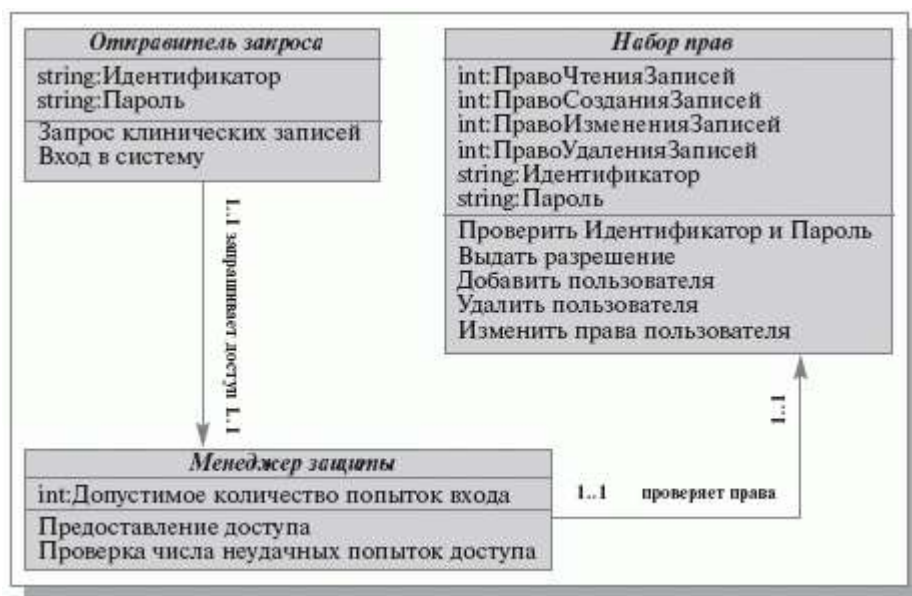 Отправитель запроса
string:Идентификатор
string:Пароль
Запрос клинических записей
Вход в систему
Набор прав
int:ПравоЧтенияЗаписей
int:ПравоСозданияЗаписей
int:ПравоИзмененияЗаписей
int:ПравоУдаленияЗаписей
string:Идентификатор
string:Пароль
Проверить Идентификатор и Пароль
Выдать разрешение
Добавить пользователя
Удалить пользователя
Изменить права пользователя
1..1 запрашивает доступ 1..1
1..1
Менеджер защиты
int:Допустимое количество попыток входа
Предоставление доступа
Проверка числа неудачных попыток доступа
1..1 проверяет права